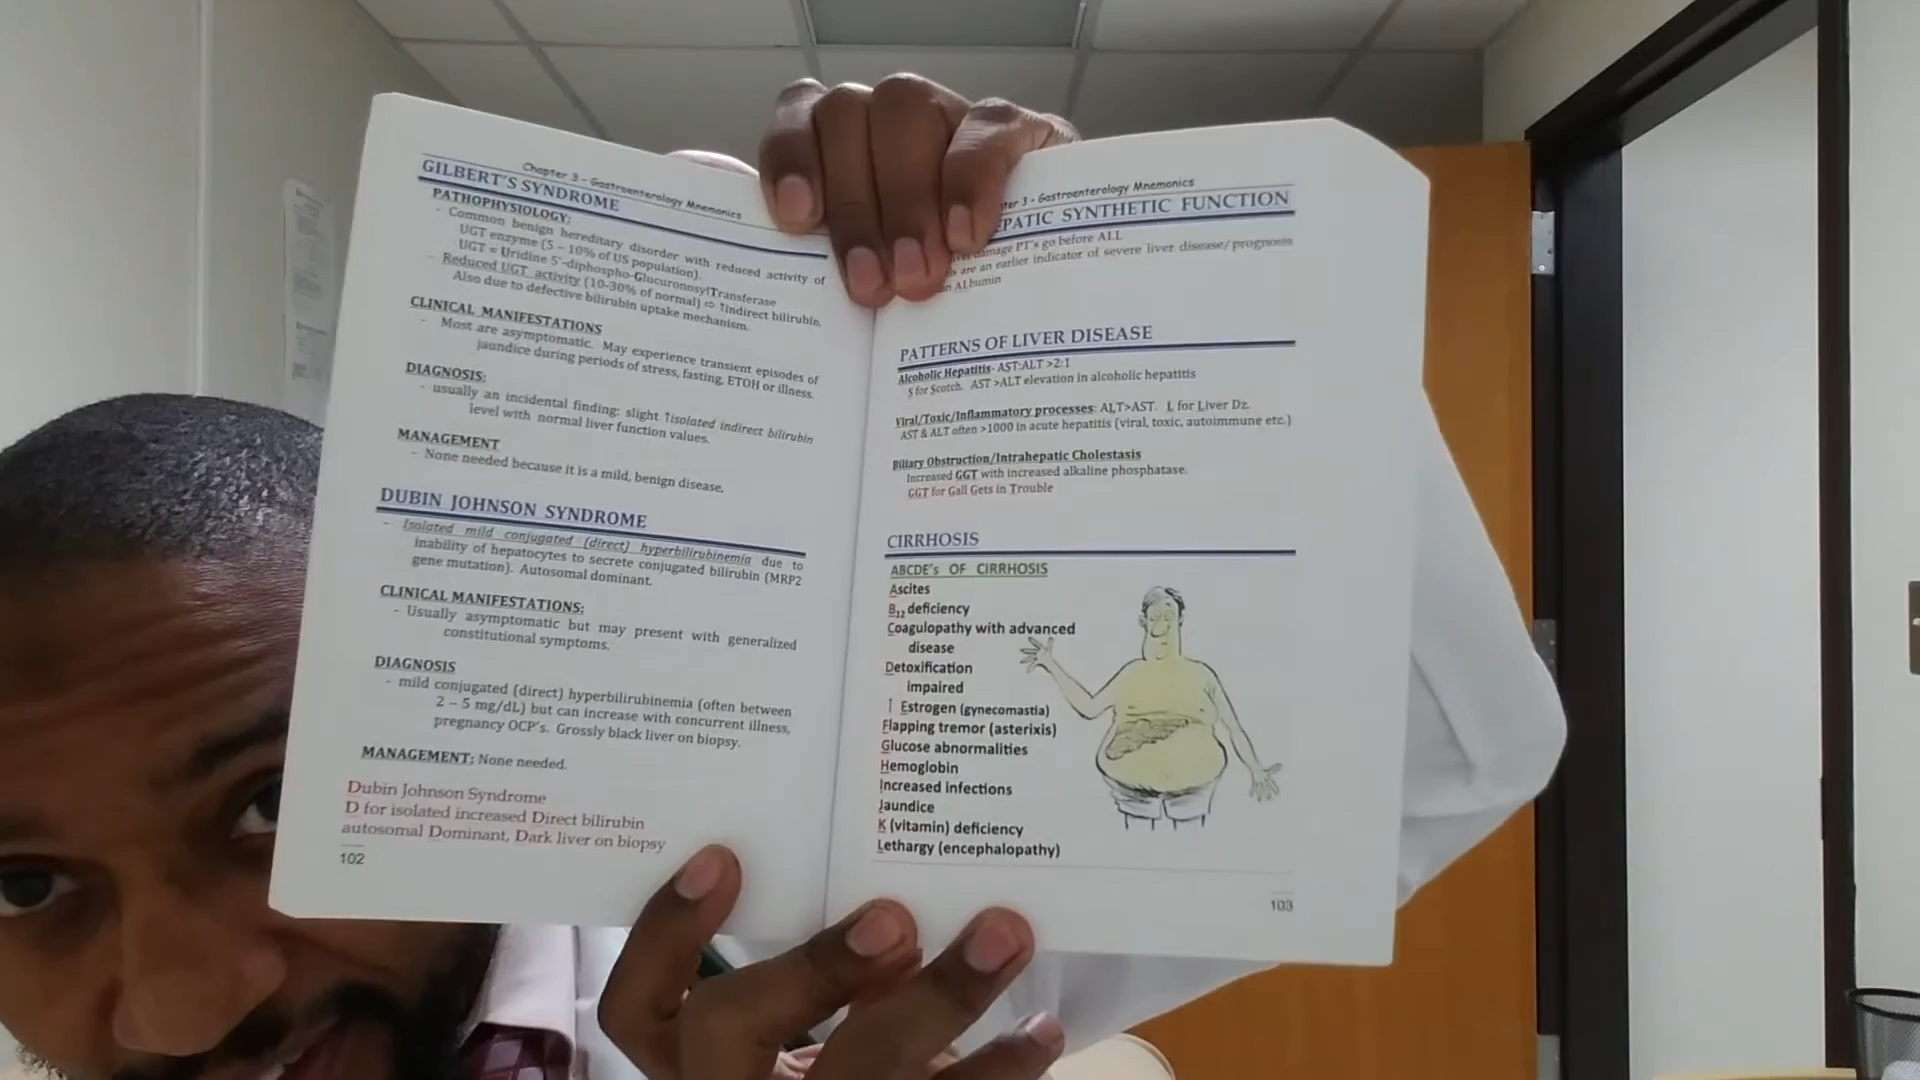 Chapter 3 - Gastroenterology Mnemonics
GILBERT'S SYNDROME
PATHOPHYSIOLOGY:
- Common benign hereditary disorder with reduced activity of
UGT enzyme (5 – 10% of US population).
UGT = Uridine 5'-diphospho-GlucuronosylTransferase
- Reduced UGT activity (10-30% of normal) ⇨ ↑indirect bilirubin.
Also due to defective bilirubin uptake mechanism.
CLINICAL MANIFESTATIONS
- Most are asymptomatic. May experience transient episodes of
jaundice during periods of stress, fasting, ETOH or illness.
DIAGNOSIS:
- usually an incidental finding: slight ↑isolated indirect bilirubin
level with normal liver function values.
MANAGEMENT
- None needed because it is a mild, benign disease.
DUBIN JOHNSON SYNDROME
- Isolated mild conjugated (direct) hyperbilirubinemia due to
inability of hepatocytes to secrete conjugated bilirubin (MRP2
gene mutation). Autosomal dominant.
CLINICAL MANIFESTATIONS:
- Usually asymptomatic but may present with generalized
constitutional symptoms.
DIAGNOSIS
- mild conjugated (direct) hyperbilirubinemia (often between
2 – 5 mg/dL) but can increase with concurrent illness,
pregnancy OCP's. Grossly black liver on biopsy.
MANAGEMENT: None needed.
Dubin Johnson Syndrome
D for isolated increased Direct bilirubin
autosomal Dominant, Dark liver on biopsy
102
3 - Gastroenterology Mnemonics
SYNTHETIC FUNCTION
damage PT's go before ALL
are an earlier indicator of severe liver disease/prognosis
ALbumin
PATTERNS OF LIVER DISEASE
Alcoholic Hepatitis- AST:ALT >2:1
S for Scotch. AST >ALT elevation in alcoholic hepatitis
Viral/Toxic/Inflammatory processes: ALT>AST. L for Liver Dz.
AST & ALT often >1000 in acute hepatitis (viral, toxic, autoimmune etc.)
Biliary Obstruction/Intrahepatic Cholestasis
Increased GGT with increased alkaline phosphatase.
GGT for Gall Gets in Trouble
CIRRHOSIS
ABCDE's OF CIRRHOSIS
Ascites
B12 deficiency
Coagulopathy with advanced
disease
Detoxification
impaired
↑ Estrogen (gynecomastia)
Flapping tremor (asterixis)
Glucose abnormalities
Hemoglobin
Increased infections
Jaundice
K (vitamin) deficiency
Lethargy (encephalopathy)
103